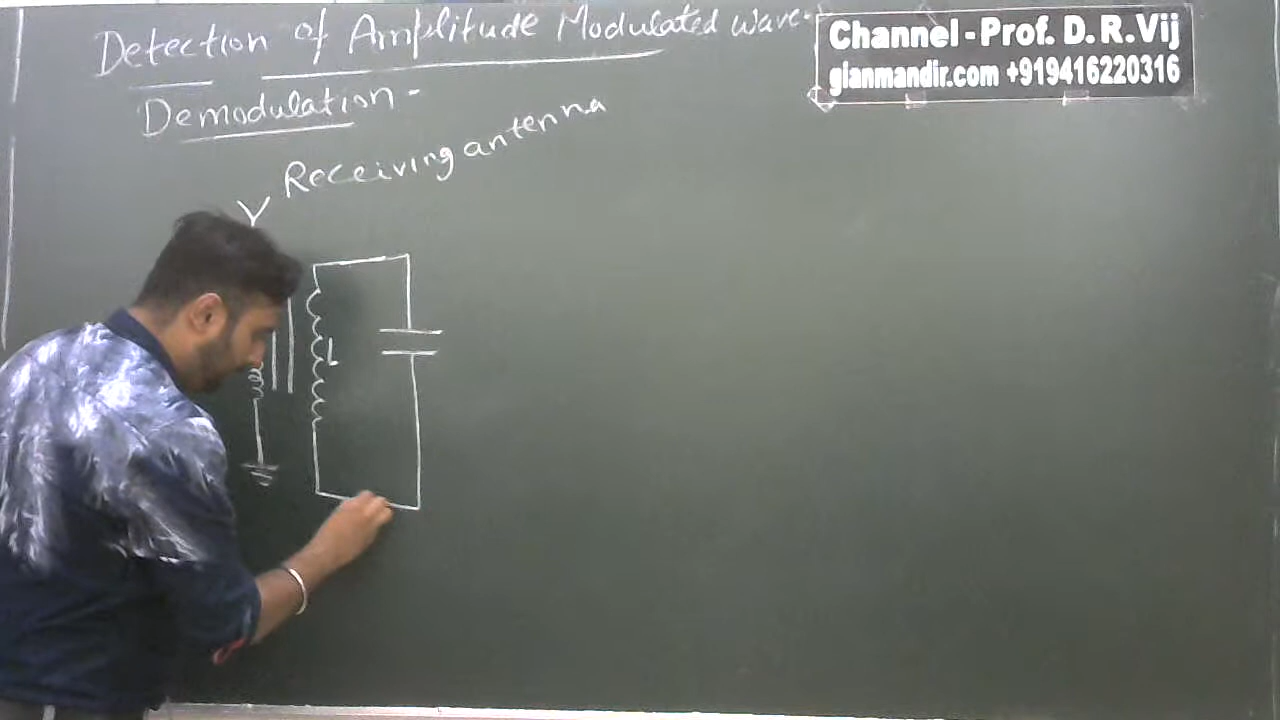 Detection of Amplitude Modulated wave-
Channel - Prof. D. R. Vij
gianmandir.com +919416220316
Demodulation -
Receiving antenna
L